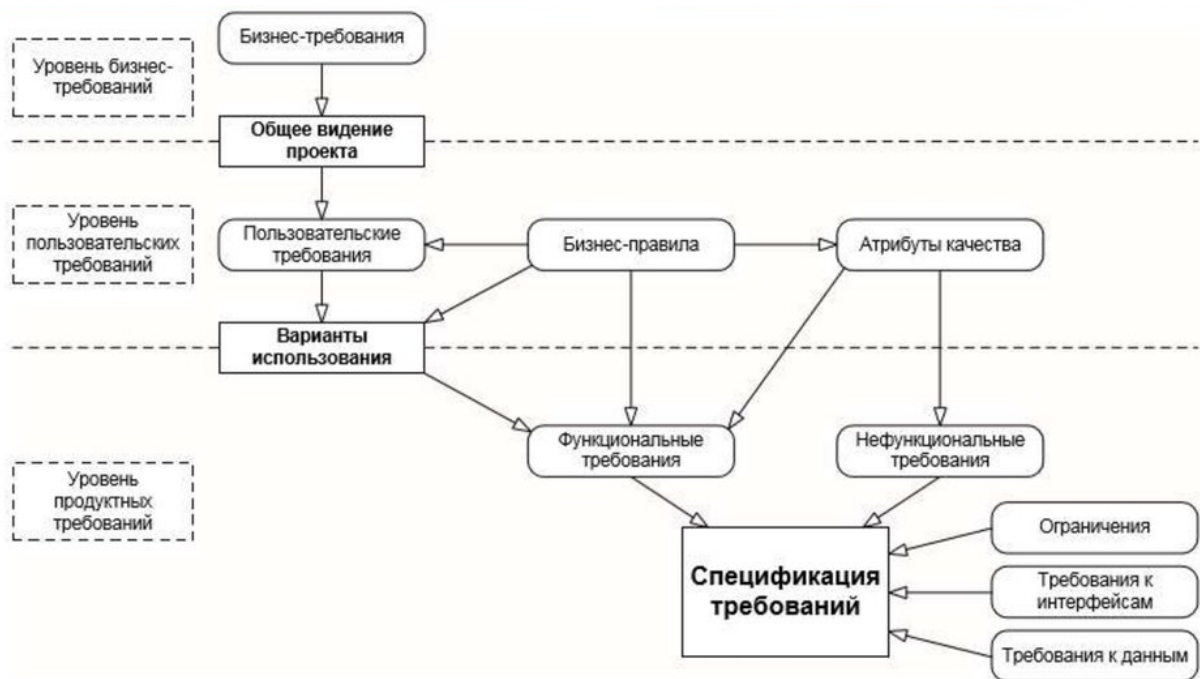 Бизнес-требования
Уровень бизнес-
требований
Общее видение
проекта
Уровень
пользовательских
требований
Пользовательские
требования
Бизнес-правила
Атрибуты качества
Варианты
использования
Функциональные
требования
Нефункциональные
требования
Уровень
продуктных
требований
Спецификация
требований
Ограничения
Требования к
интерфейсам
Требования к данным